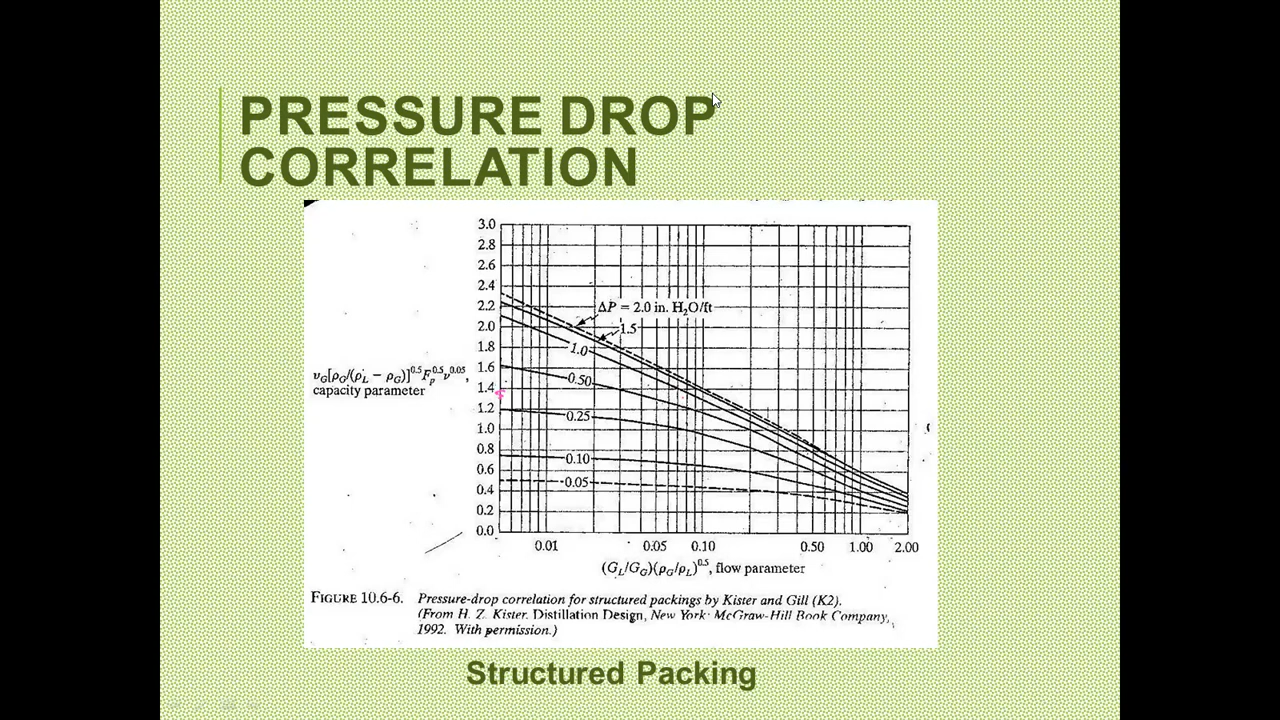 PRESSURE DROP
CORRELATION
3.0
2.8
2.6
2.4
2.2
2.0
1.8
1.6
1.4
1.2
1.0
0.8
0.6
0.4
0.2
0.0
ΔP = 2.0 in. H₂O/ft
1.5
1.0
0.50
0.25
0.10
0.05
υ_G[ρ_G/(ρ_L − ρ_G)]^0.5 F_p^0.5 ν^0.05,
capacity parameter
0.01 0.05 0.10 0.50 1.00 2.00
(G_L/G_G)(ρ_G/ρ_L)^0.5, flow parameter
FIGURE 10.6-6. Pressure-drop correlation for structured packings by Kister and Gill (K2).
(From H. Z. Kister, Distillation Design, New York: McGraw-Hill Book Company,
1992. With permission.)
Structured Packing